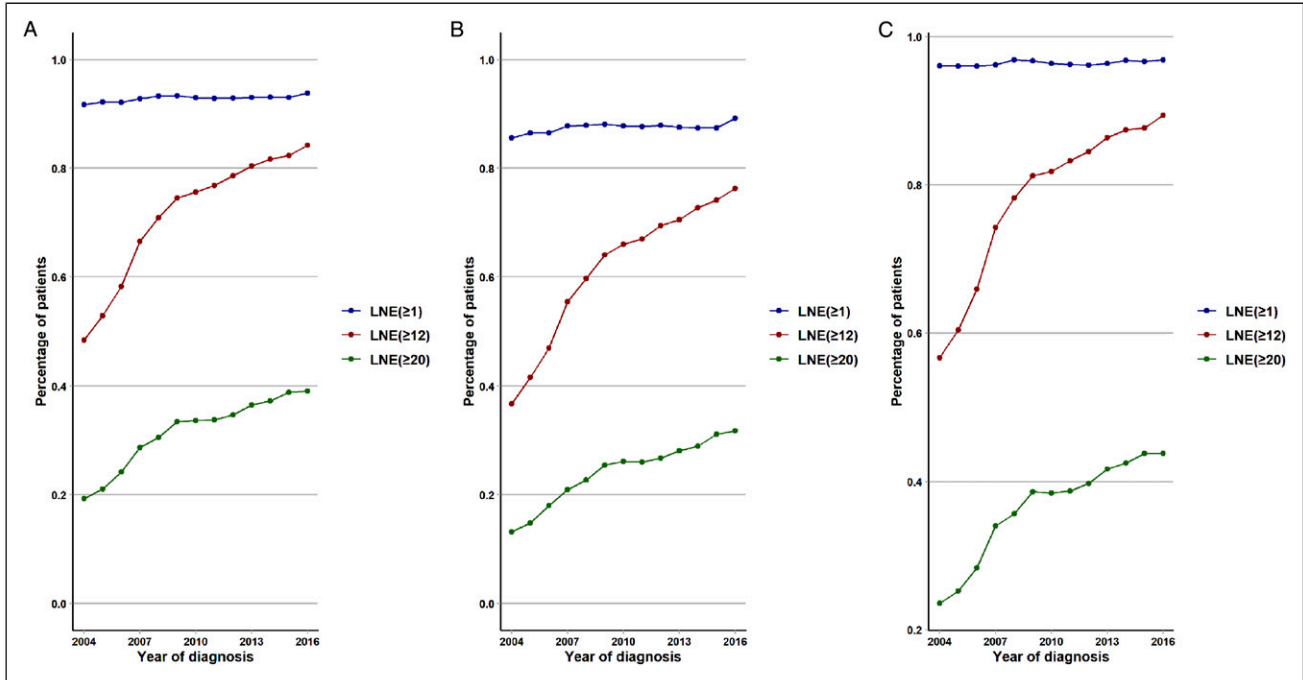 A
Percentage of patients
1.0
0.8
0.6
0.4
0.2
0.0
2004 2007 2010 2013 2016
Year of diagnosis
LNE(≥1)
LNE(≥12)
LNE(≥20)
B
Percentage of patients
1.0
0.8
0.6
0.4
0.2
0.0
2004 2007 2010 2013 2016
Year of diagnosis
LNE(≥1)
LNE(≥12)
LNE(≥20)
C
Percentage of patients
1.0
0.8
0.6
0.4
0.2
2004 2007 2010 2013 2016
Year of diagnosis
LNE(≥1)
LNE(≥12)
LNE(≥20)